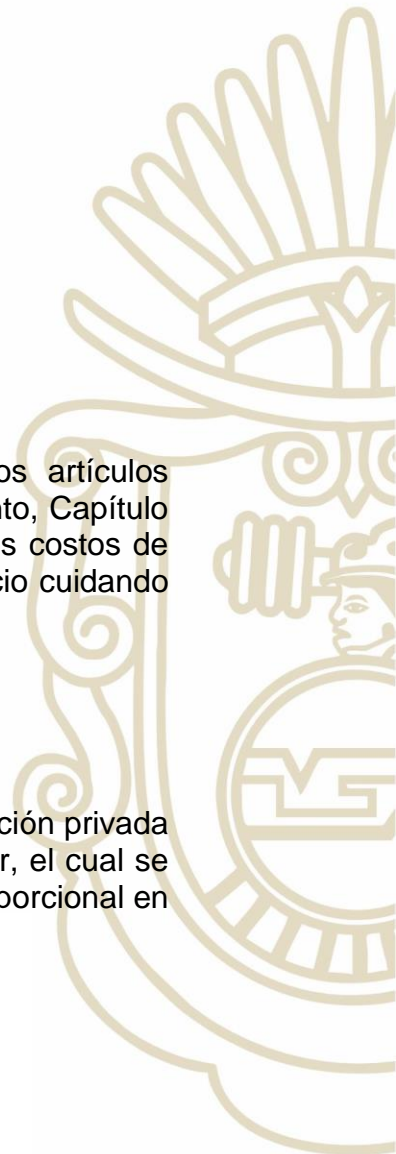 os artículos
nto, Capítulo
s costos de
cio cuidando
ción privada
r, el cual se
porcional en